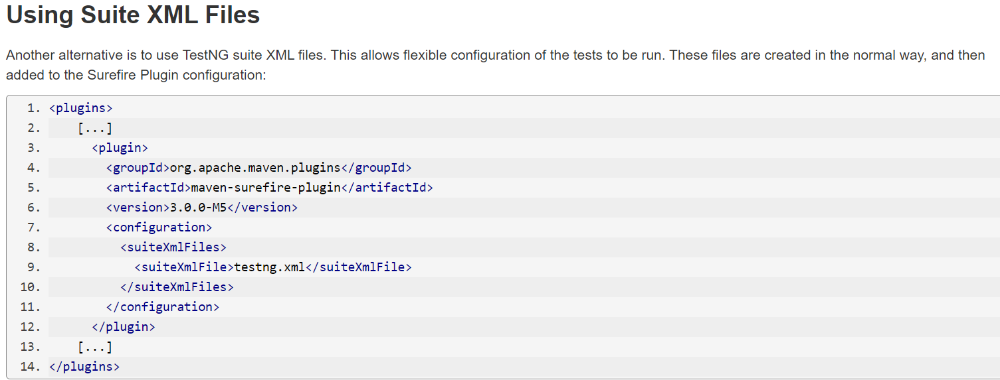 Using Suite XML Files
Another alternative is to use TestNG suite XML files. This allows flexible configuration of the tests to be run. These files are created in the normal way, and then
added to the Surefire Plugin configuration:
1. <plugins>
2.     [...]
3.       <plugin>
4.         <groupId>org.apache.maven.plugins</groupId>
5.         <artifactId>maven-surefire-plugin</artifactId>
6.         <version>3.0.0-M5</version>
7.         <configuration>
8.           <suiteXmlFiles>
9.             <suiteXmlFile>testng.xml</suiteXmlFile>
10.           </suiteXmlFiles>
11.         </configuration>
12.       </plugin>
13.     [...]
14. </plugins>